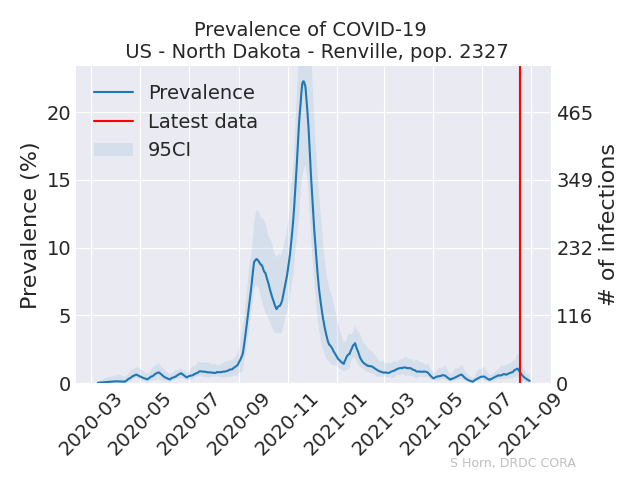 Prevalence of COVID-19
US - North Dakota - Renville, pop. 2327
Prevalence
Latest data
95CI
Prevalence (%)
20
15
10
5
0
465
349
232
116
0
# of infections
2020-03
2020-05
2020-07
2020-09
2020-11
2021-01
2021-03
2021-05
2021-07
2021-09
S Horn, DRDC CORA